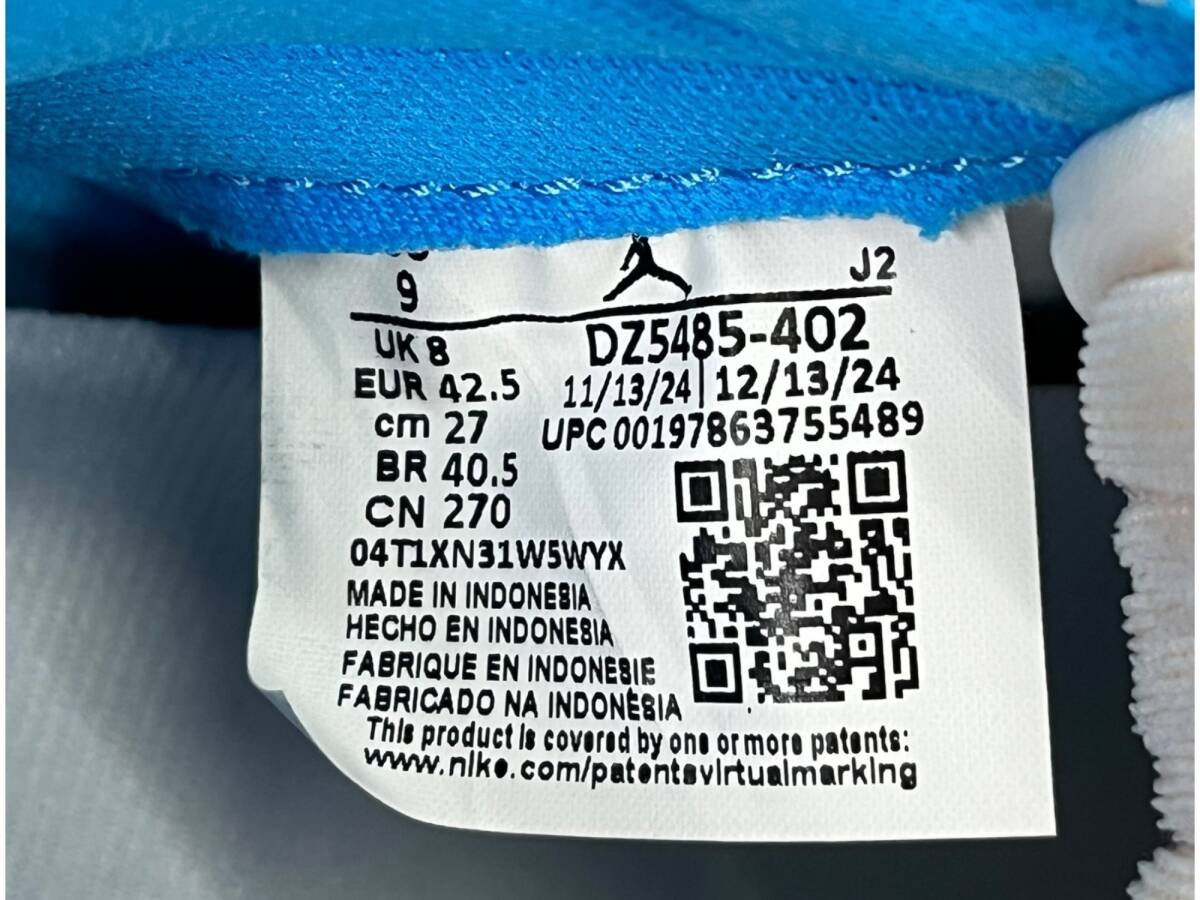 9
J2
UK 8
DZ5485-402
EUR 42.5
11/13/24 | 12/13/24
cm 27
UPC 00197863755489
BR 40.5
CN 270
04T1XN31W5WYX
MADE IN INDONESIA
HECHO EN INDONESIA
FABRIQUE EN INDONESIE
FABRICADO NA INDONÉSIA
This product is covered by one or more patents:
www.nike.com/patentsvirtualmarking